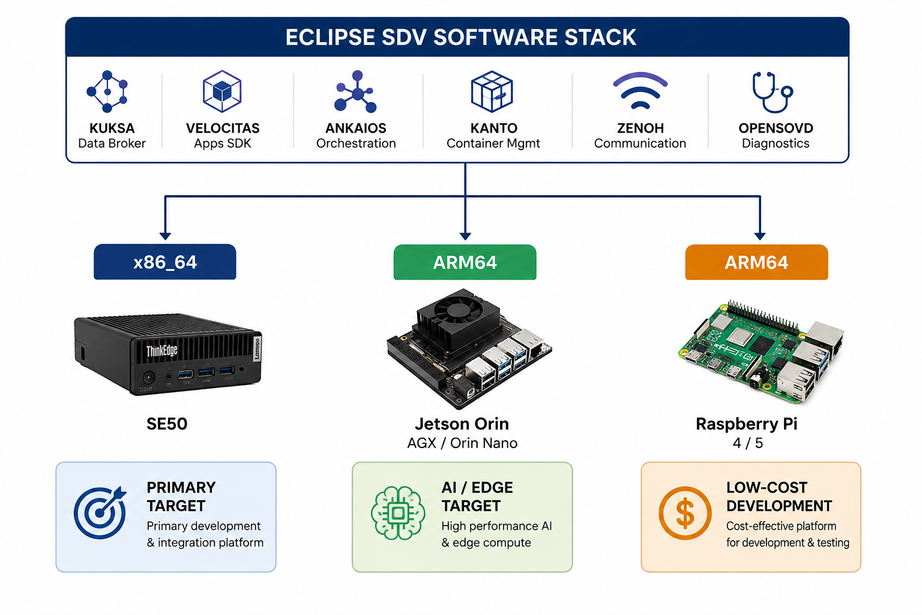 ECLIPSE SDV SOFTWARE STACK
KUKSA
Data Broker
VELOCITAS
Apps SDK
ANKAIOS
Orchestration
KANTO
Container Mgmt
ZENOH
Communication
OPENSOVD
Diagnostics
x86_64
ARM64
ARM64
ThinkEdge
Lenovo
SE50
Jetson Orin
AGX / Orin Nano
Raspberry Pi
4 / 5
PRIMARY
TARGET
Primary development
& integration platform
AI / EDGE
TARGET
High performance AI
& edge compute
LOW-COST
DEVELOPMENT
Cost-effective platform
for development & testing